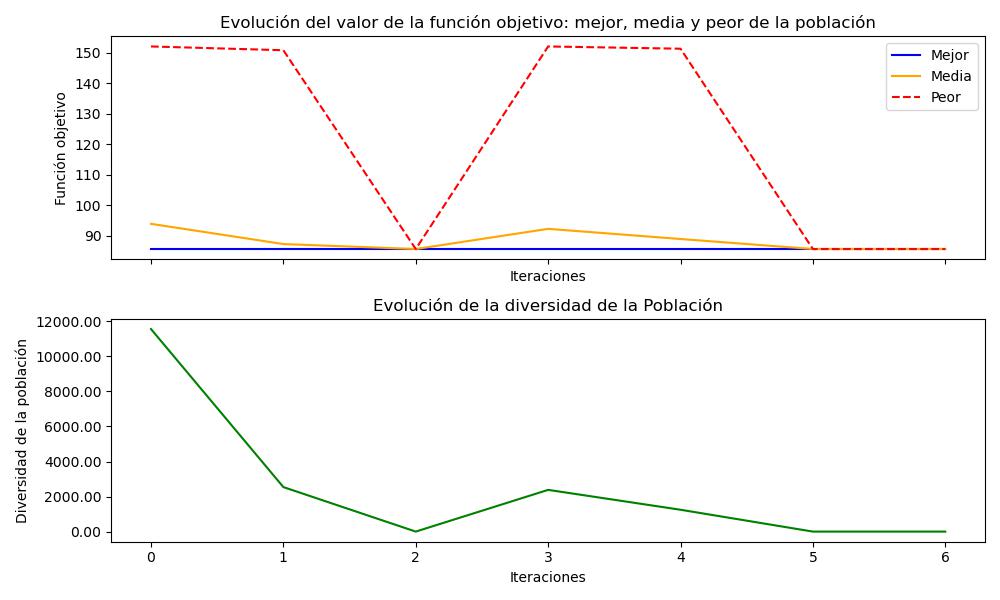 Evolución del valor de la función objetivo: mejor, media y peor de la población
150
140
130
120
110
100
90
Función objetivo
Mejor
Media
Peor
Iteraciones
Evolución de la diversidad de la Población
12000.00
10000.00
8000.00
6000.00
4000.00
2000.00
0.00
Diversidad de la población
0 1 2 3 4 5 6
Iteraciones